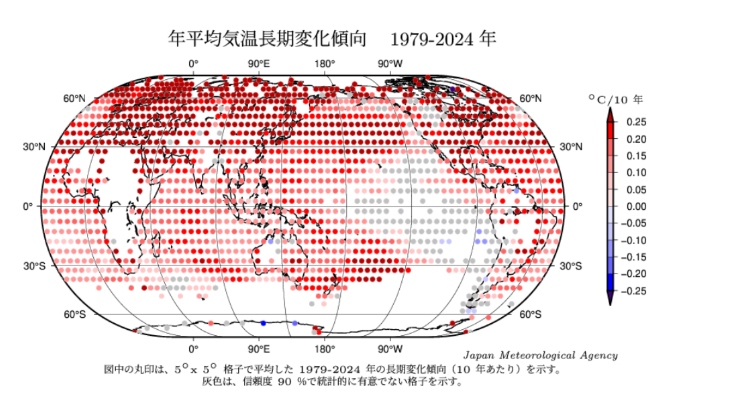 年平均気温長期変化傾向 1979-2024 年
0° 90°E 180° 90°W
°C/10 年
60°N 60°N
0.25
0.20
30°N 30°N
0.15
0.10
0.05
0° 0°
0.00
−0.05
−0.10
30°S 30°S
−0.15
−0.20
−0.25
60°S 60°S
0° 90°E 180° 90°W
Japan Meteorological Agency
図中の丸印は、5°x 5° 格子で平均した 1979-2024 年の長期変化傾向（10 年あたり）を示す。
灰色は、信頼度 90 %で統計的に有意でない格子を示す。